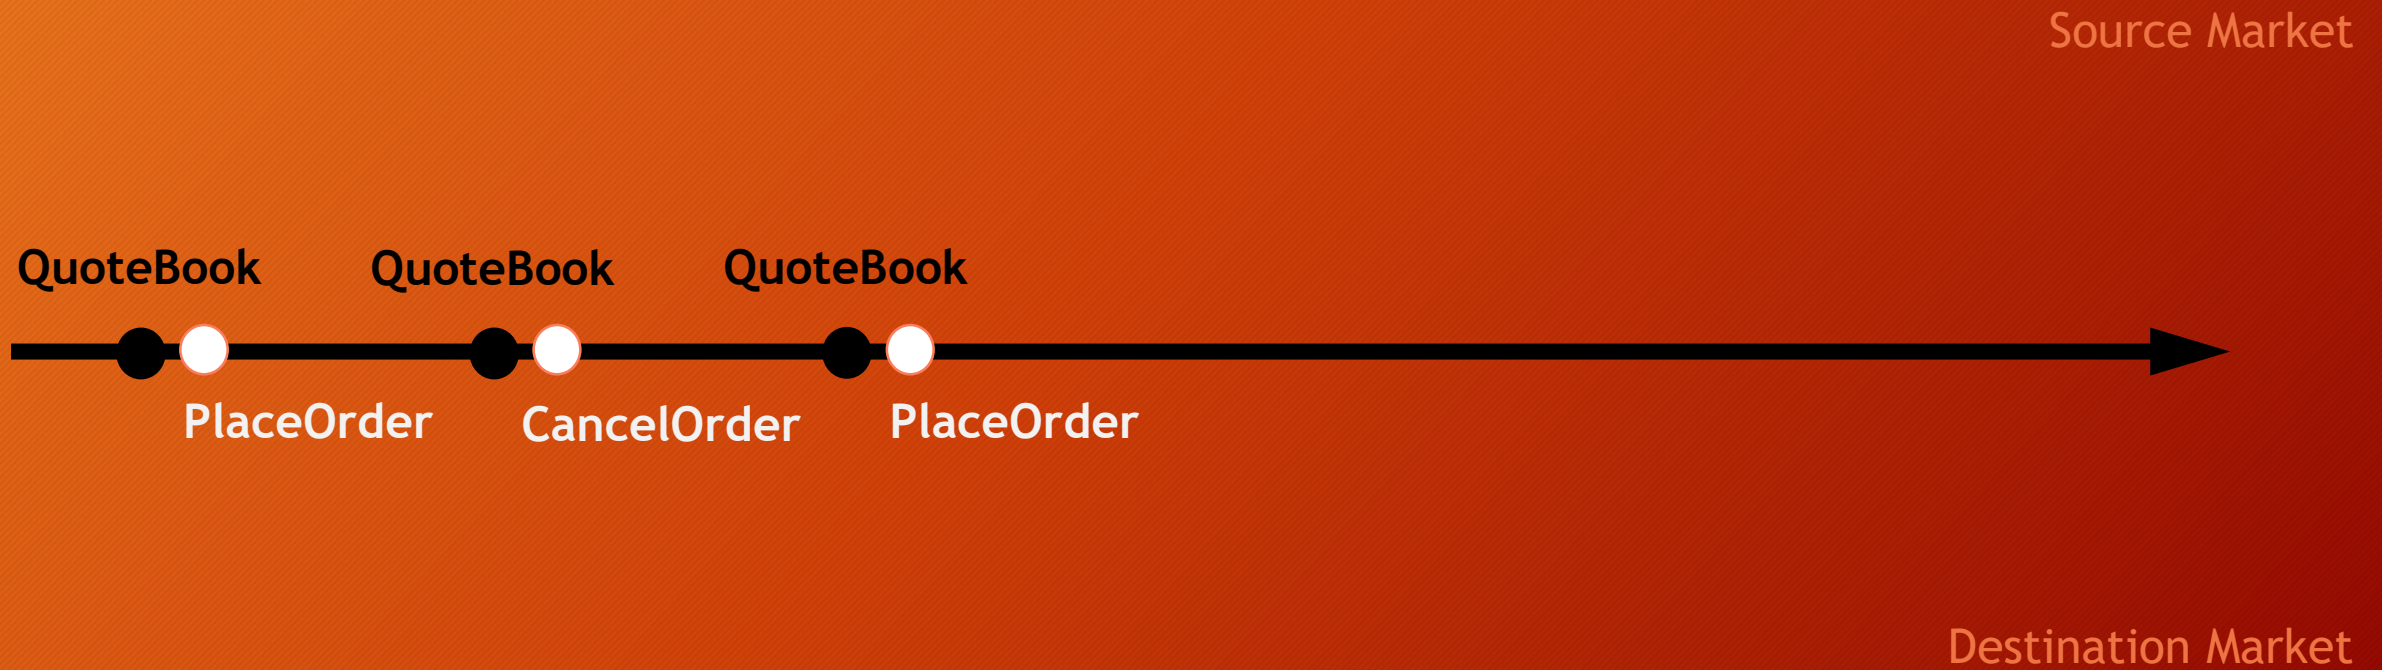 Source Market
QuoteBook QuoteBook QuoteBook
PlaceOrder CancelOrder PlaceOrder
Destination Market